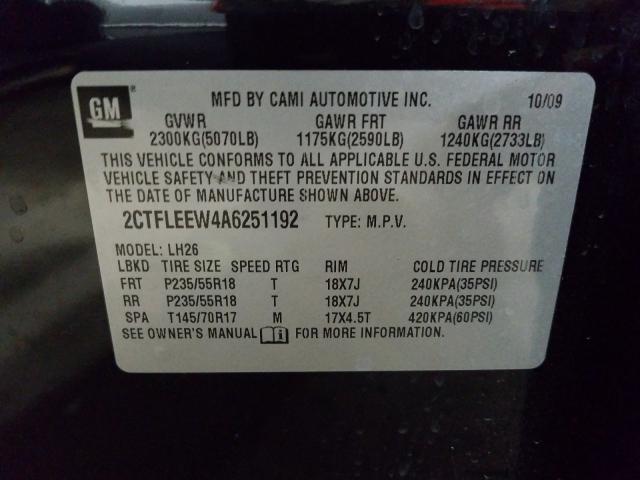 GM
MFD BY CAMI AUTOMOTIVE INC. 10/09
GVWR GAWR FRT GAWR RR
2300KG(5070LB) 1175KG(2590LB) 1240KG(2733LB)
THIS VEHICLE CONFORMS TO ALL APPLICABLE U.S. FEDERAL MOTOR
VEHICLE SAFETY AND THEFT PREVENTION STANDARDS IN EFFECT ON
THE DATE OF MANUFACTURE SHOWN ABOVE.
2CTFLEEW4A6251192 TYPE: M.P.V.
MODEL: LH26
LBKD TIRE SIZE SPEED RTG RIM COLD TIRE PRESSURE
FRT P235/55R18 T 18X7J 240KPA(35PSI)
RR P235/55R18 T 18X7J 240KPA(35PSI)
SPA T145/70R17 M 17X4.5T 420KPA(60PSI)
SEE OWNER'S MANUAL FOR MORE INFORMATION.